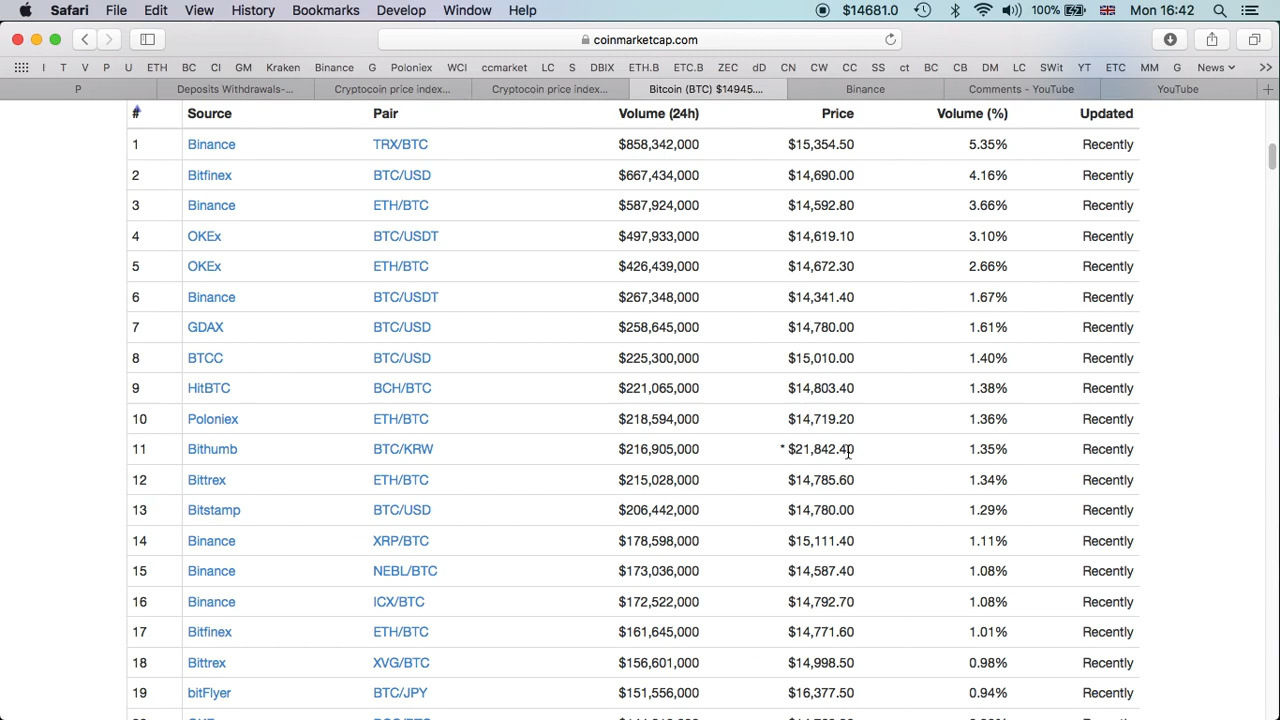 Safari File Edit View History Bookmarks Develop Window Help $14681.0 100% Mon 16:42
coinmarketcap.com
I T V P U ETH BC CI GM Kraken Binance G Poloniex WCI ccmarket LC S DBIX ETH.B ETC.B ZEC dD CN CW CC SS ct BC CB DM LC SWit YT ETC MM G News >>
P Deposits Withdrawals-... Cryptocoin price index... Cryptocoin price index... Bitcoin (BTC) $14945.... Binance Comments - YouTube YouTube +
# Source Pair Volume (24h) Price Volume (%) Updated
1 Binance TRX/BTC $858,342,000 $15,354.50 5.35% Recently
2 Bitfinex BTC/USD $667,434,000 $14,690.00 4.16% Recently
3 Binance ETH/BTC $587,924,000 $14,592.80 3.66% Recently
4 OKEx BTC/USDT $497,933,000 $14,619.10 3.10% Recently
5 OKEx ETH/BTC $426,439,000 $14,672.30 2.66% Recently
6 Binance BTC/USDT $267,348,000 $14,341.40 1.67% Recently
7 GDAX BTC/USD $258,645,000 $14,780.00 1.61% Recently
8 BTCC BTC/USD $225,300,000 $15,010.00 1.40% Recently
9 HitBTC BCH/BTC $221,065,000 $14,803.40 1.38% Recently
10 Poloniex ETH/BTC $218,594,000 $14,719.20 1.36% Recently
11 Bithumb BTC/KRW $216,905,000 * $21,842.40 1.35% Recently
12 Bittrex ETH/BTC $215,028,000 $14,785.60 1.34% Recently
13 Bitstamp BTC/USD $206,442,000 $14,780.00 1.29% Recently
14 Binance XRP/BTC $178,598,000 $15,111.40 1.11% Recently
15 Binance NEBL/BTC $173,036,000 $14,587.40 1.08% Recently
16 Binance ICX/BTC $172,522,000 $14,792.70 1.08% Recently
17 Bitfinex ETH/BTC $161,645,000 $14,771.60 1.01% Recently
18 Bittrex XVG/BTC $156,601,000 $14,998.50 0.98% Recently
19 bitFlyer BTC/JPY $151,556,000 $16,377.50 0.94% Recently